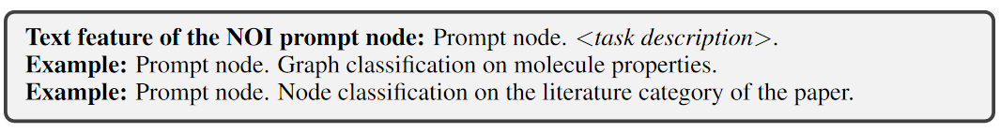 Text feature of the NOI prompt node: Prompt node. <task description>.
Example: Prompt node. Graph classification on molecule properties.
Example: Prompt node. Node classification on the literature category of the paper.